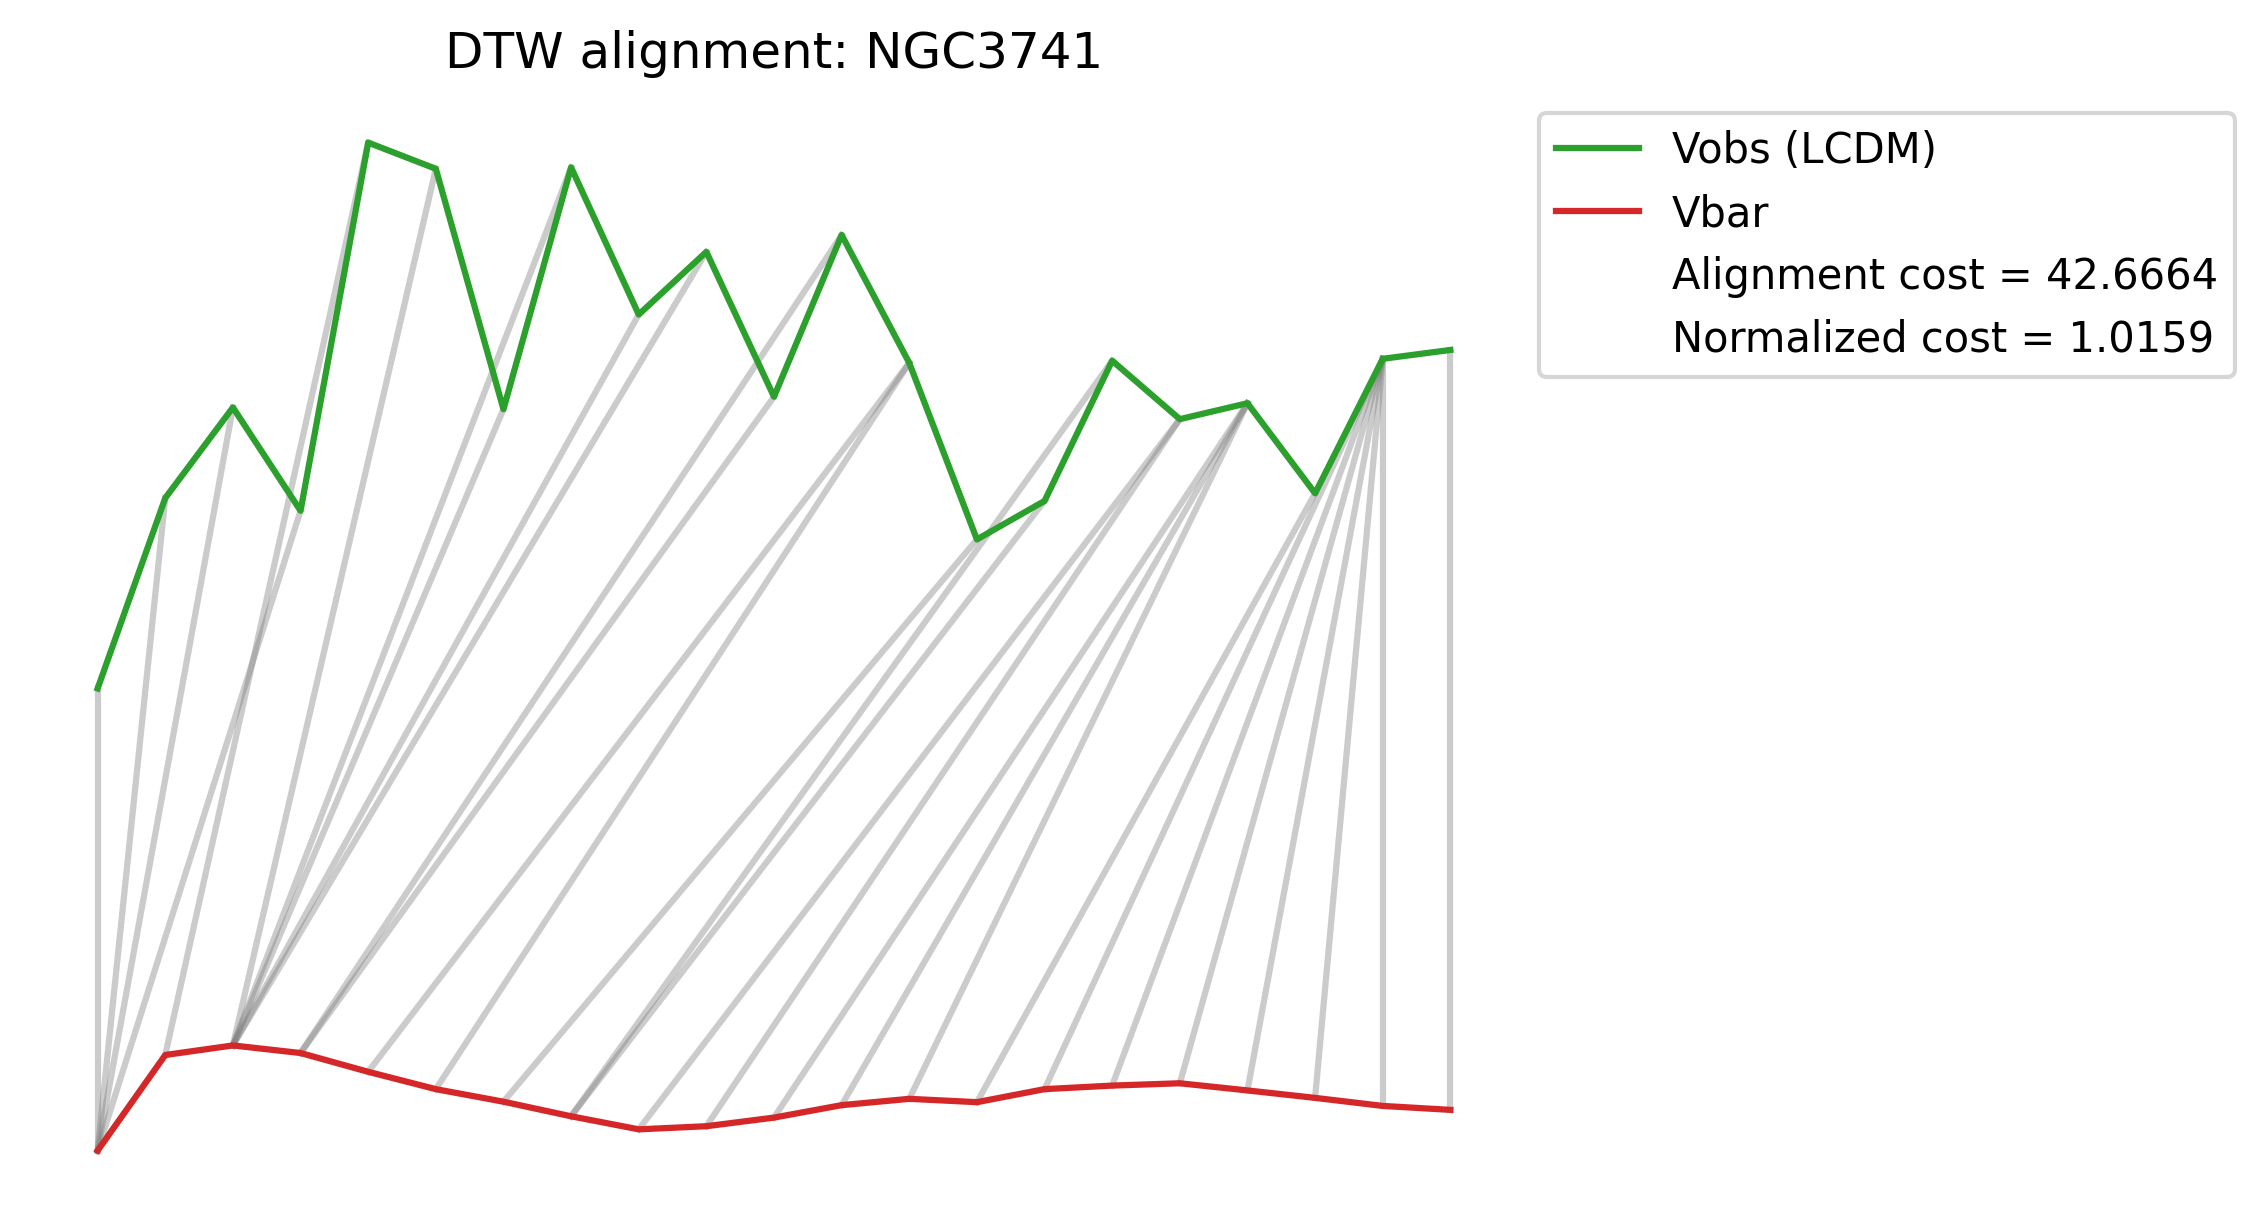 DTW alignment: NGC3741
Vobs (LCDM)
Vbar
Alignment cost = 42.6664
Normalized cost = 1.0159